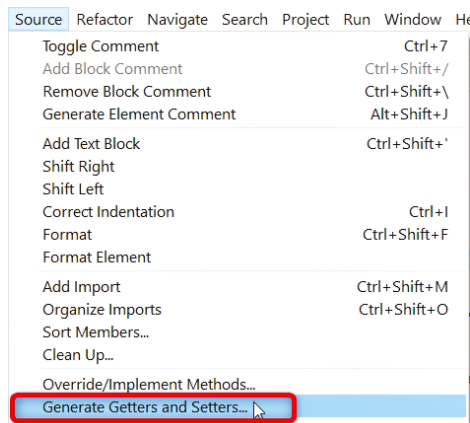 Source Refactor Navigate Search Project Run Window He
Toggle Comment Ctrl+7
Add Block Comment Ctrl+Shift+/
Remove Block Comment Ctrl+Shift+\
Generate Element Comment Alt+Shift+J
Add Text Block Ctrl+Shift+'
Shift Right
Shift Left
Correct Indentation Ctrl+I
Format Ctrl+Shift+F
Format Element
Add Import Ctrl+Shift+M
Organize Imports Ctrl+Shift+O
Sort Members...
Clean Up...
Override/Implement Methods...
Generate Getters and Setters...